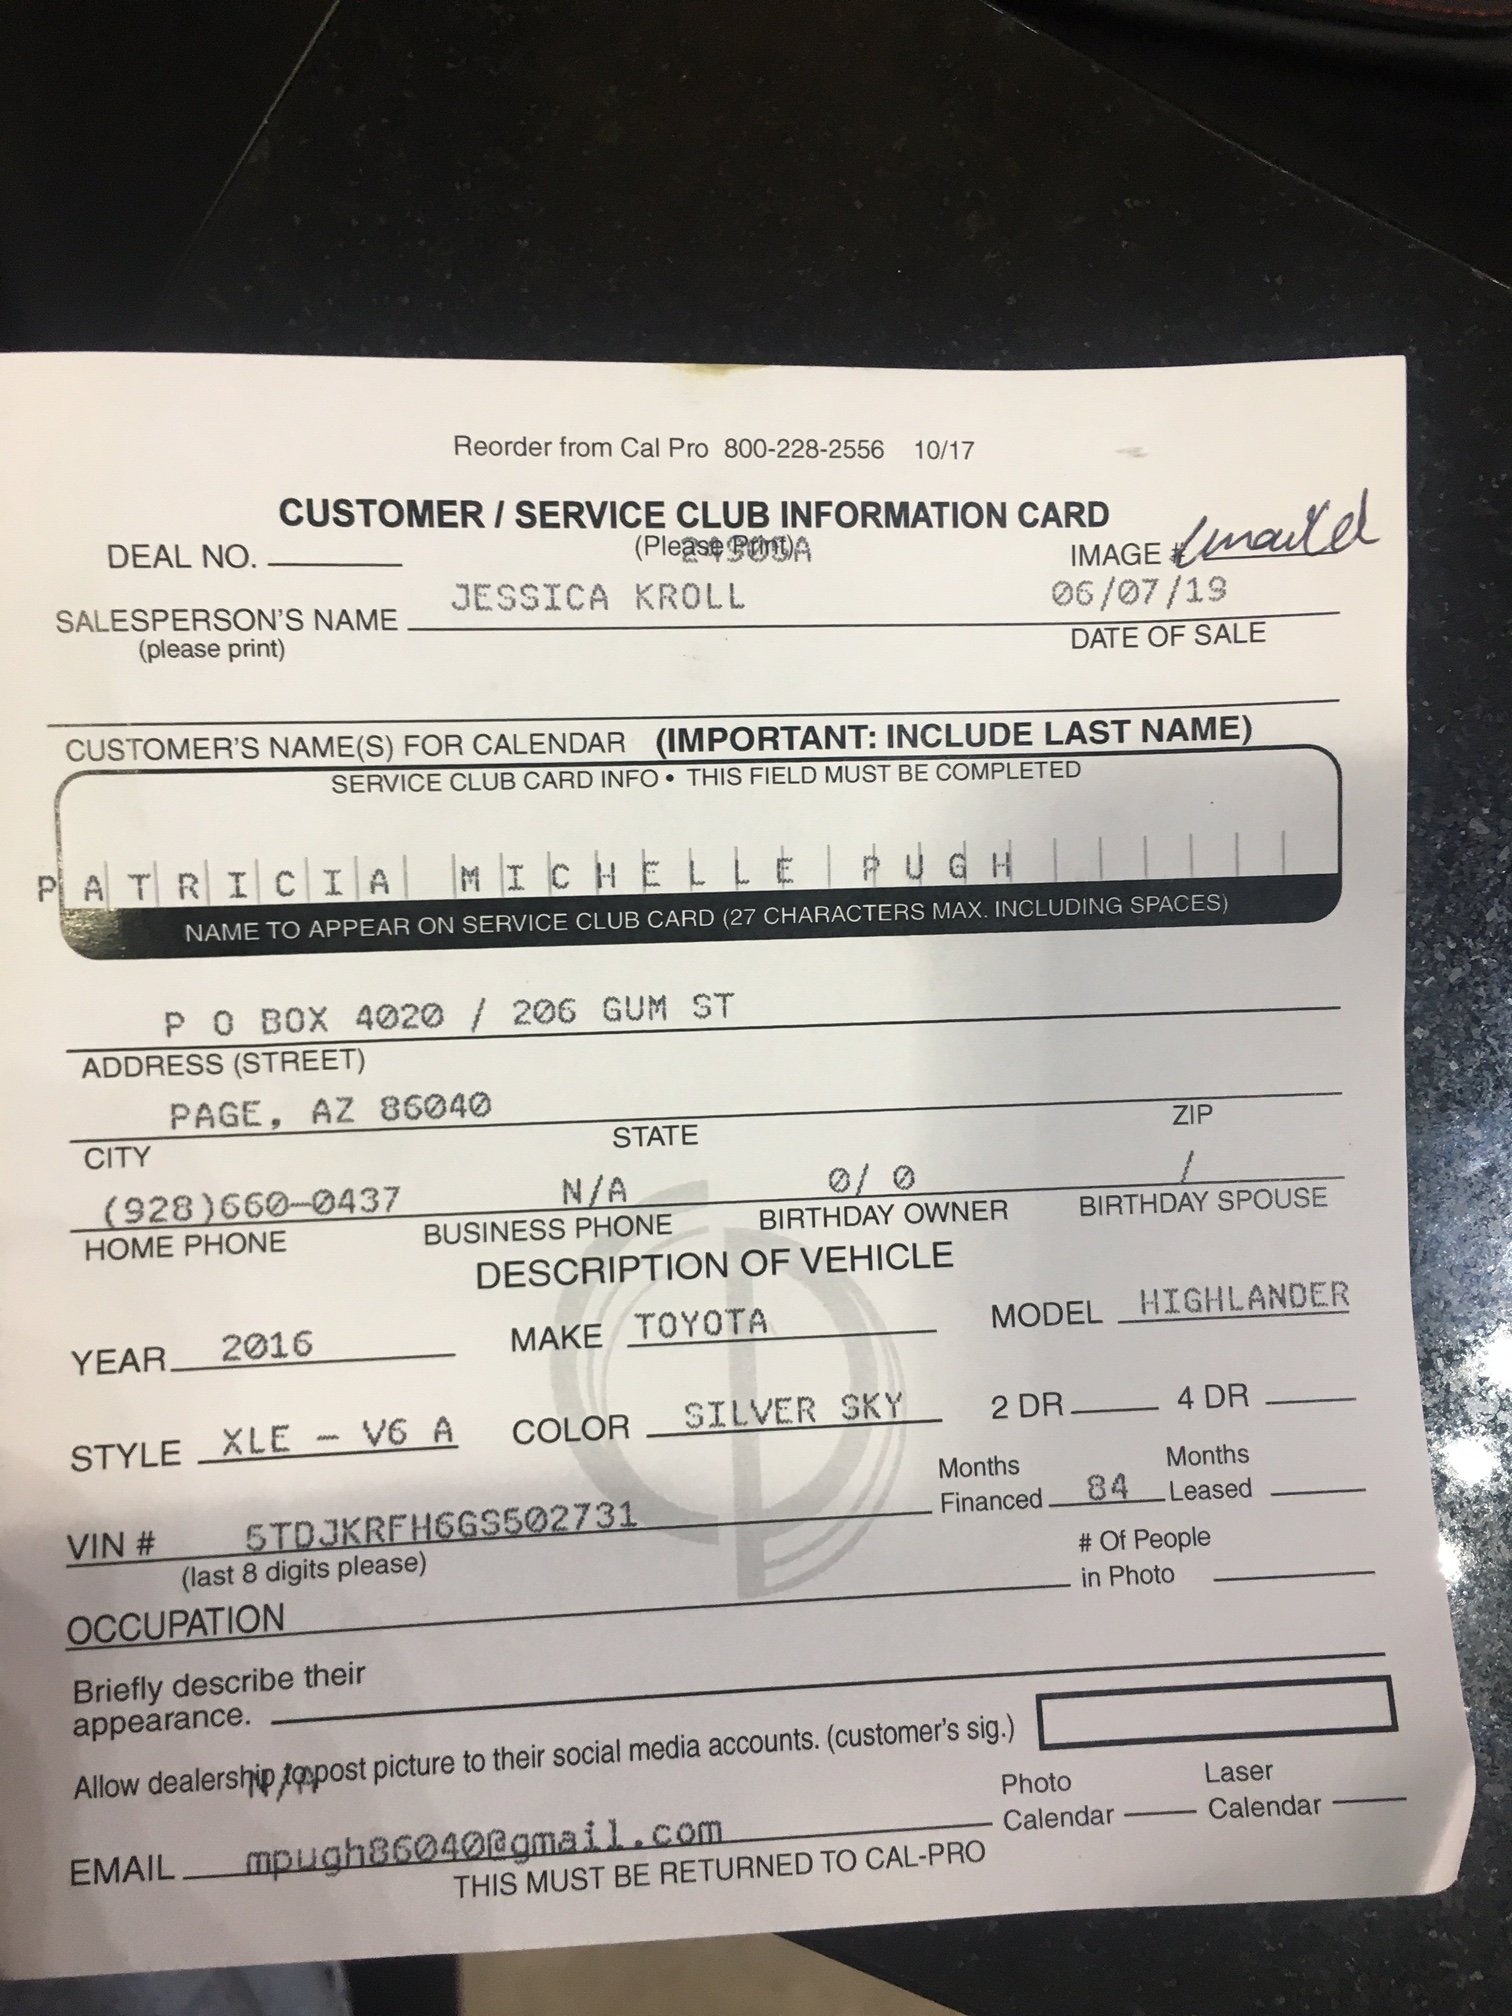 Reorder from Cal Pro 800-228-2556 10/17
CUSTOMER / SERVICE CLUB INFORMATION CARD
DEAL NO. (Please Print) IMAGE # Emailed
JESSICA KROLL 06/07/19
SALESPERSON'S NAME DATE OF SALE
(please print)
CUSTOMER'S NAME(S) FOR CALENDAR (IMPORTANT: INCLUDE LAST NAME)
SERVICE CLUB CARD INFO • THIS FIELD MUST BE COMPLETED
PATRICIA MICHELLE PUGH
NAME TO APPEAR ON SERVICE CLUB CARD (27 CHARACTERS MAX. INCLUDING SPACES)
P O BOX 4020 / 206 GUM ST
ADDRESS (STREET)
PAGE, AZ 86040
CITY STATE ZIP
(928)660-0437 N/A 0/ 0 /
HOME PHONE BUSINESS PHONE BIRTHDAY OWNER BIRTHDAY SPOUSE
DESCRIPTION OF VEHICLE
YEAR 2016 MAKE TOYOTA MODEL HIGHLANDER
STYLE XLE - V6 A COLOR SILVER SKY 2 DR 4 DR
VIN # 5TDJKRFH6GS502731 Months Financed 84 Months Leased
(last 8 digits please) # Of People in Photo
OCCUPATION
Briefly describe their
appearance.
Allow dealership to post picture to their social media accounts. (customer's sig.)
N/A
Photo Calendar Laser Calendar
EMAIL mpugh86040@gmail.com
THIS MUST BE RETURNED TO CAL-PRO